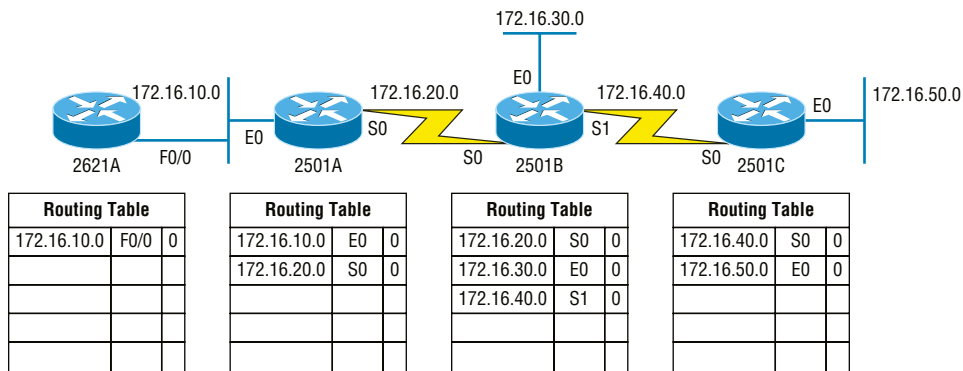 172.16.30.0
E0
172.16.10.0
172.16.20.0
172.16.40.0
172.16.50.0
E0
E0
S0
S1
F0/0
S0
S0
2621A
2501A
2501B
2501C
Routing Table
172.16.10.0 F0/0 0
Routing Table
172.16.10.0 E0 0
172.16.20.0 S0 0
Routing Table
172.16.20.0 S0 0
172.16.30.0 E0 0
172.16.40.0 S1 0
Routing Table
172.16.40.0 S0 0
172.16.50.0 E0 0